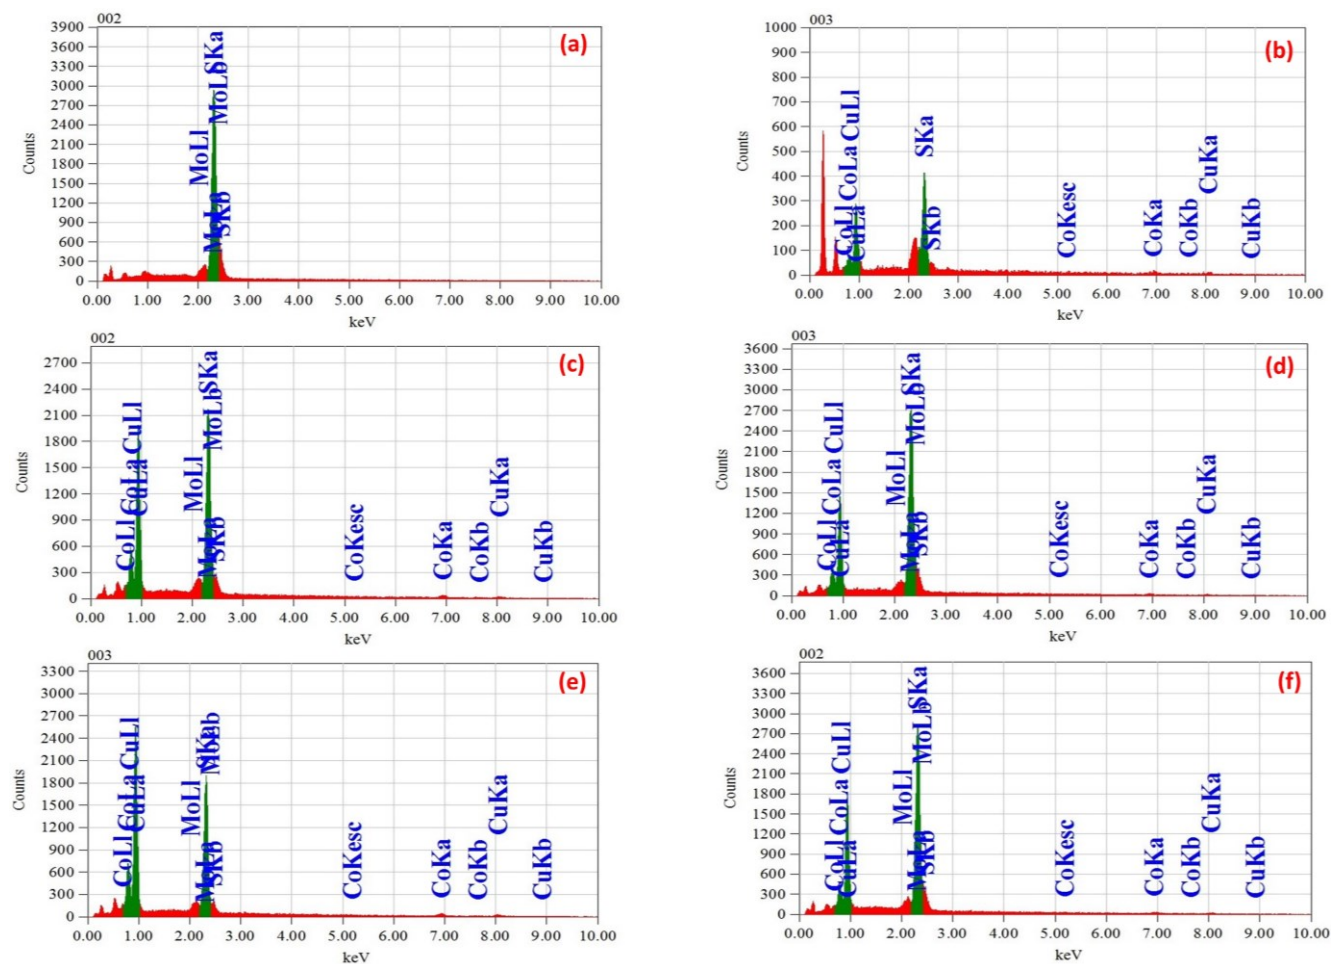 002
(a)
3900
3600
3300
3000
2700
2400
2100
1800
1500
1200
900
600
300
0
Counts
MoLl
SKa
MoLb
MoLa
SKb
0.00 1.00 2.00 3.00 4.00 5.00 6.00 7.00 8.00 9.00 10.00
keV
003
(b)
1000
900
800
700
600
500
400
300
200
100
0
Counts
CoLl
CoLa
CuLl
CuLa
SKa
SKb
CoKesc
CoKa
CoKb
CuKa
CuKb
0.00 1.00 2.00 3.00 4.00 5.00 6.00 7.00 8.00 9.00 10.00
keV
002
(c)
2700
2400
2100
1800
1500
1200
900
600
300
0
Counts
CoLl
CoLa
CuLl
CuLa
MoLl
SKa
MoLb
MoLa
SKb
CoKesc
CoKa
CoKb
CuKa
CuKb
0.00 1.00 2.00 3.00 4.00 5.00 6.00 7.00 8.00 9.00 10.00
keV
003
(d)
3600
3300
3000
2700
2400
2100
1800
1500
1200
900
600
300
0
Counts
CoLl
CoLa
CuLl
CuLa
MoLl
SKa
MoLb
MoLa
SKb
CoKesc
CoKa
CoKb
CuKa
CuKb
0.00 1.00 2.00 3.00 4.00 5.00 6.00 7.00 8.00 9.00 10.00
keV
003
(e)
3300
3000
2700
2400
2100
1800
1500
1200
900
600
300
0
Counts
CoLl
CoLa
CuLl
CuLa
MoLl
SKa
MoLb
MoLa
SKb
CoKesc
CoKa
CoKb
CuKa
CuKb
0.00 1.00 2.00 3.00 4.00 5.00 6.00 7.00 8.00 9.00 10.00
keV
002
(f)
3600
3300
3000
2700
2400
2100
1800
1500
1200
900
600
300
0
Counts
CoLl
CoLa
CuLl
CuLa
MoLl
SKa
MoLb
MoLa
SKb
CoKesc
CoKa
CoKb
CuKa
CuKb
0.00 1.00 2.00 3.00 4.00 5.00 6.00 7.00 8.00 9.00 10.00
keV